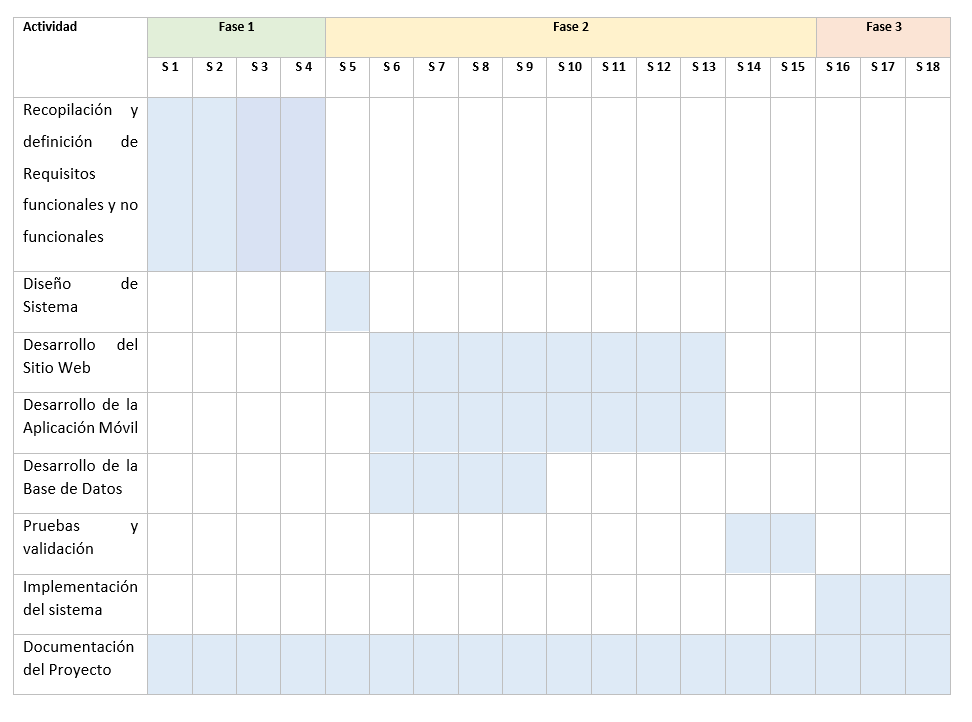 Actividad Fase 1 Fase 2 Fase 3
S 1 S 2 S 3 S 4 S 5 S 6 S 7 S 8 S 9 S 10 S 11 S 12 S 13 S 14 S 15 S 16 S 17 S 18
Recopilación y
definición de
Requisitos
funcionales y no
funcionales
Diseño de
Sistema
Desarrollo del
Sitio Web
Desarrollo de la
Aplicación Móvil
Desarrollo de la
Base de Datos
Pruebas y
validación
Implementación
del sistema
Documentación
del Proyecto